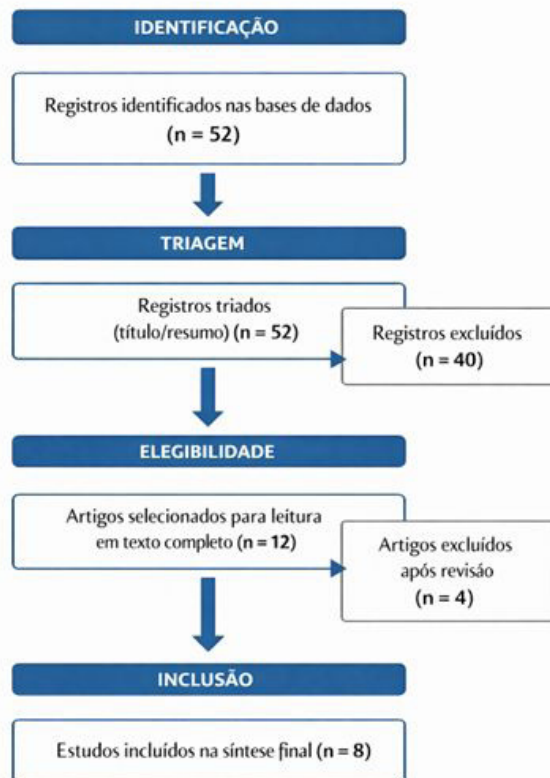 IDENTIFICAÇÃO
Registros identificados nas bases de dados
(n = 52)
TRIAGEM
Registros triados
(título/resumo) (n = 52)
Registros excluídos
(n = 40)
ELEGIBILIDADE
Artigos selecionados para leitura
em texto completo (n = 12)
Artigos excluídos
após revisão
(n = 4)
INCLUSÃO
Estudos incluídos na síntese final (n = 8)